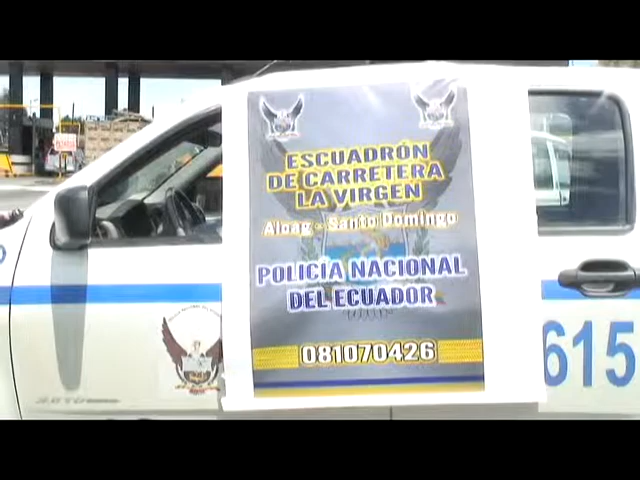 ESCUADRÓN
DE CARRETERA
LA VIRGEN
Aloag - Santo Domingo
POLICIA NACIONAL
DEL ECUADOR
081070426
615